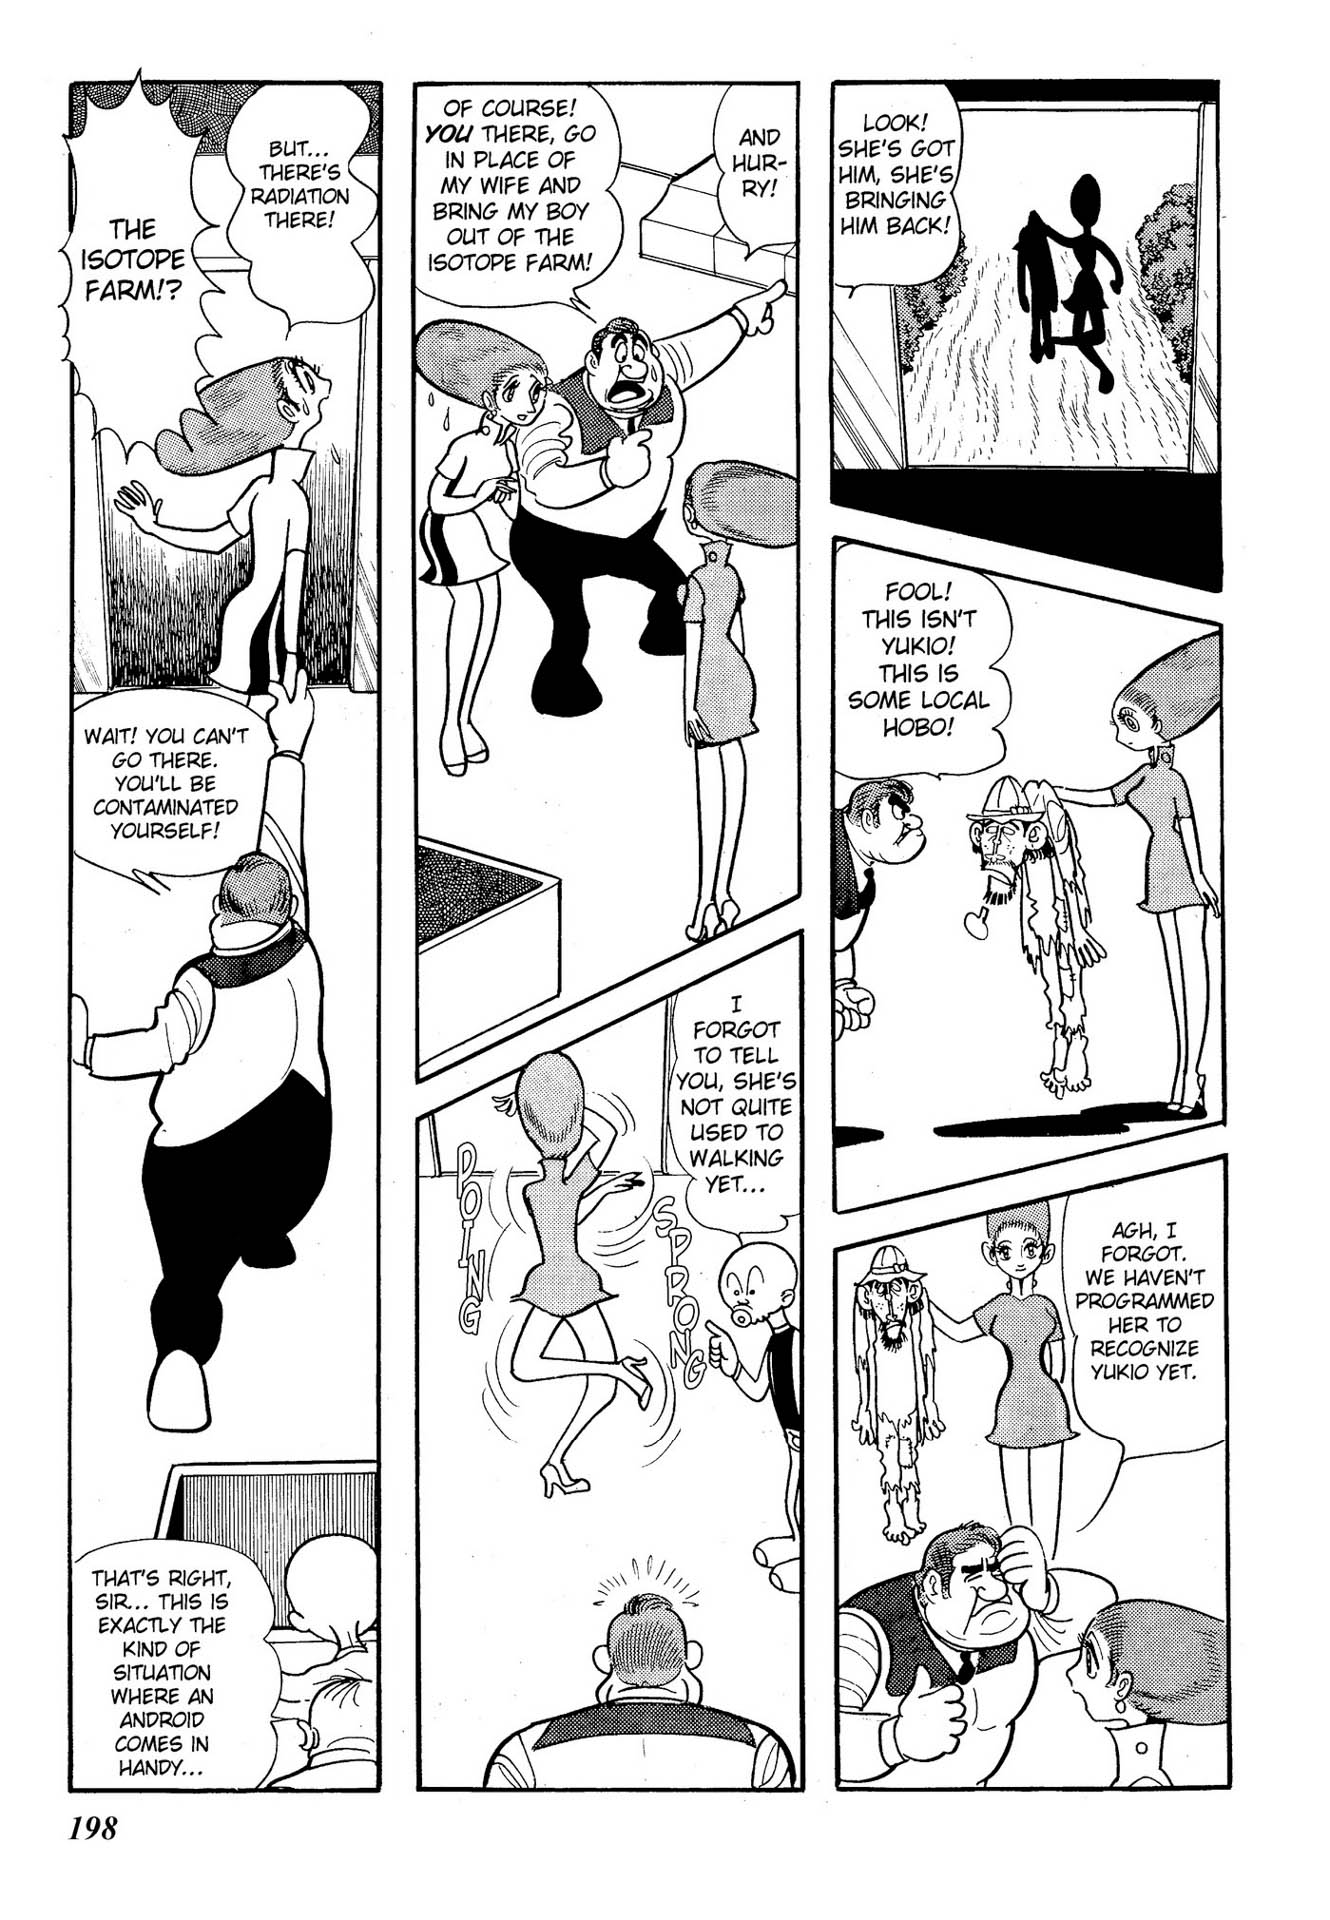 THE
ISOTOPE
FARM!?
BUT...
THERE'S
RADIATION
THERE!
WAIT! YOU CAN'T
GO THERE.
YOU'LL BE
CONTAMINATED
YOURSELF!
THAT'S RIGHT,
SIR... THIS IS
EXACTLY THE
KIND OF
SITUATION
WHERE AN
ANDROID
COMES IN
HANDY...
OF COURSE!
YOU THERE, GO
IN PLACE OF
MY WIFE AND
BRING MY BOY
OUT OF THE
ISOTOPE FARM!
AND
HUR-
RY!
POING
SPRONG
I
FORGOT
TO TELL
YOU, SHE'S
NOT QUITE
USED TO
WALKING
YET...
LOOK!
SHE'S GOT
HIM, SHE'S
BRINGING
HIM BACK!
FOOL!
THIS ISN'T
YUKIO!
THIS IS
SOME LOCAL
HOBO!
AGH, I
FORGOT.
WE HAVEN'T
PROGRAMMED
HER TO
RECOGNIZE
YUKIO YET.
198